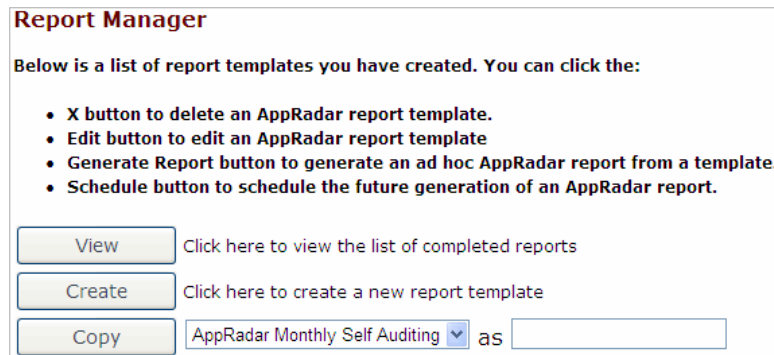 Report Manager
Below is a list of report templates you have created. You can click the:
• X button to delete an AppRadar report template.
• Edit button to edit an AppRadar report template
• Generate Report button to generate an ad hoc AppRadar report from a template.
• Schedule button to schedule the future generation of an AppRadar report.
View Click here to view the list of completed reports
Create Click here to create a new report template
Copy AppRadar Monthly Self Auditing as